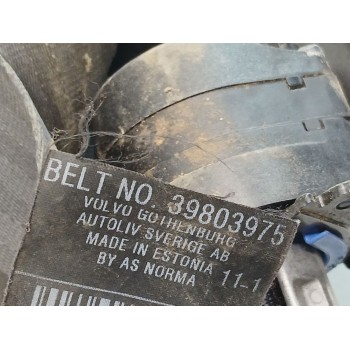 BELT NO. 39803975
VOLVO GOTHENBURG
AUTOLIV SVERIGE AB
MADE IN ESTONIA 11-1
BY AS NORMA